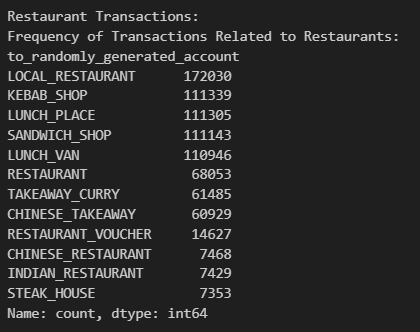 Restaurant Transactions:
Frequency of Transactions Related to Restaurants:
to_randomly_generated_account
LOCAL_RESTAURANT 172030
KEBAB_SHOP 111339
LUNCH_PLACE 111305
SANDWICH_SHOP 111143
LUNCH_VAN 110946
RESTAURANT 68053
TAKEAWAY_CURRY 61485
CHINESE_TAKEAWAY 60929
RESTAURANT_VOUCHER 14627
CHINESE_RESTAURANT 7468
INDIAN_RESTAURANT 7429
STEAK_HOUSE 7353
Name: count, dtype: int64